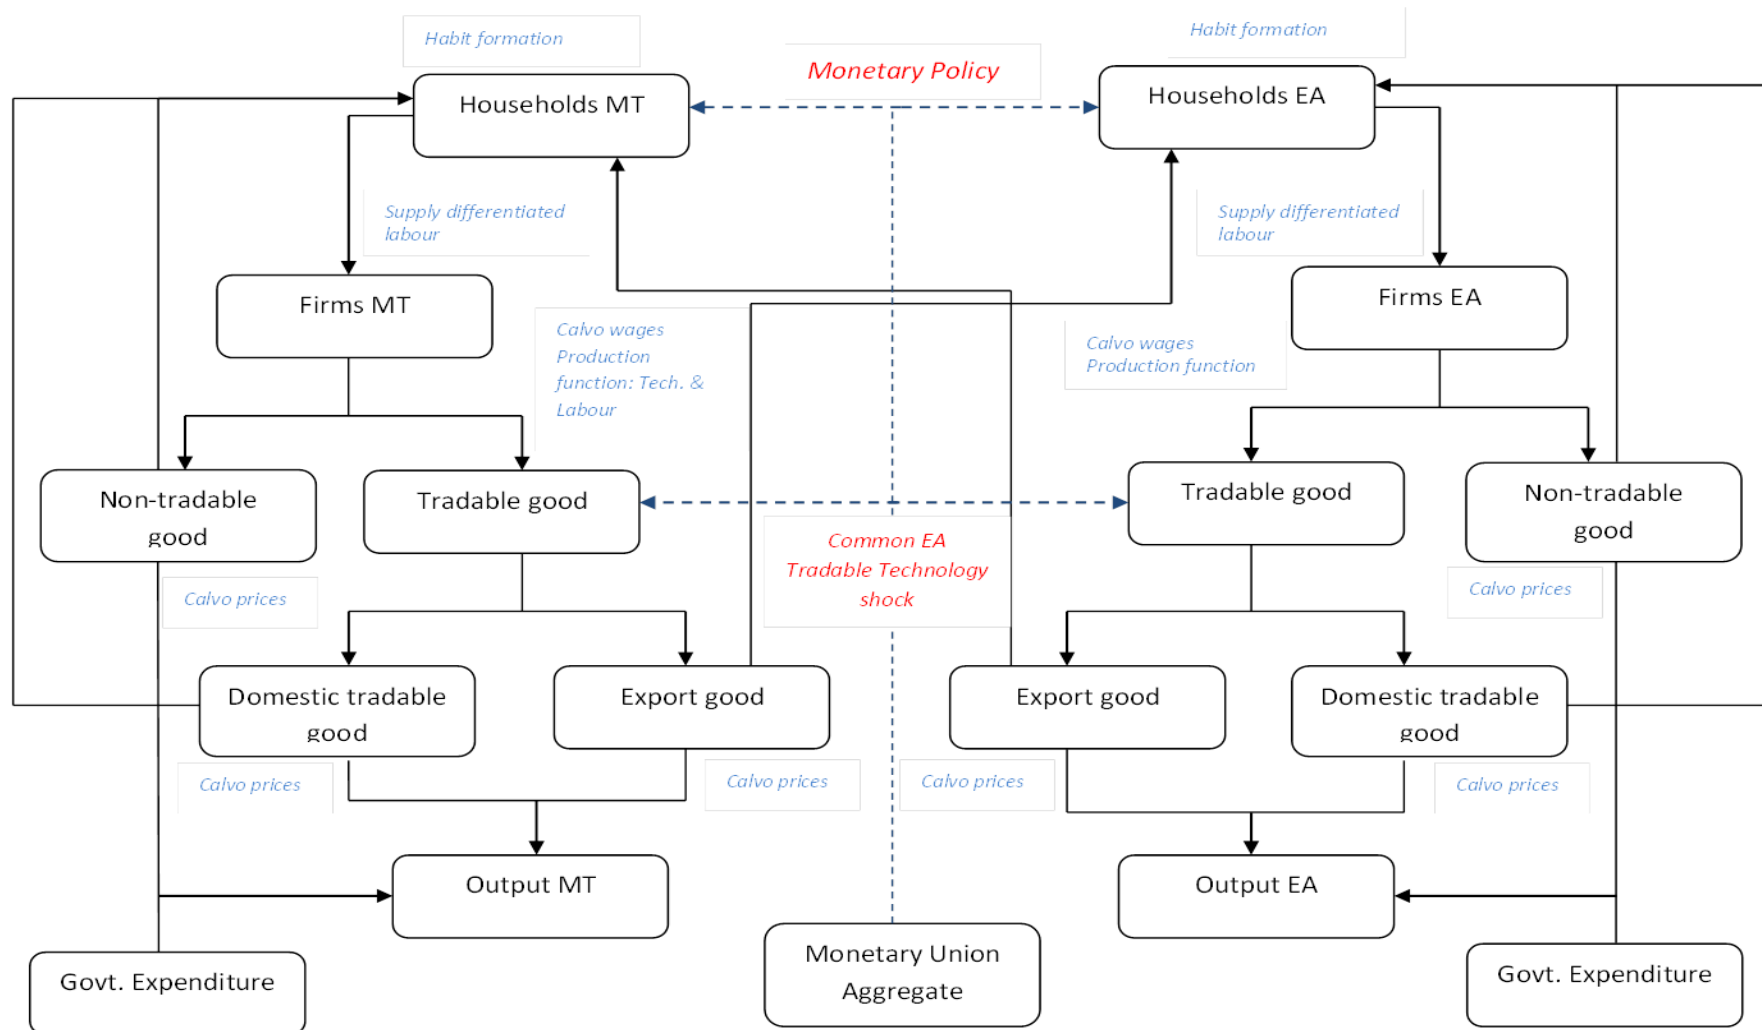 Habit formation
Habit formation
Monetary Policy
Households MT
Households EA
Supply differentiated
labour
Supply differentiated
labour
Firms MT
Firms EA
Calvo wages
Production
function: Tech. &
Labour
Calvo wages
Production function
Non-tradable
good
Tradable good
Tradable good
Non-tradable
good
Common EA
Tradable Technology
shock
Calvo prices
Calvo prices
Domestic tradable
good
Export good
Export good
Domestic tradable
good
Calvo prices
Calvo prices
Calvo prices
Calvo prices
Output MT
Output EA
Monetary Union
Aggregate
Govt. Expenditure
Govt. Expenditure